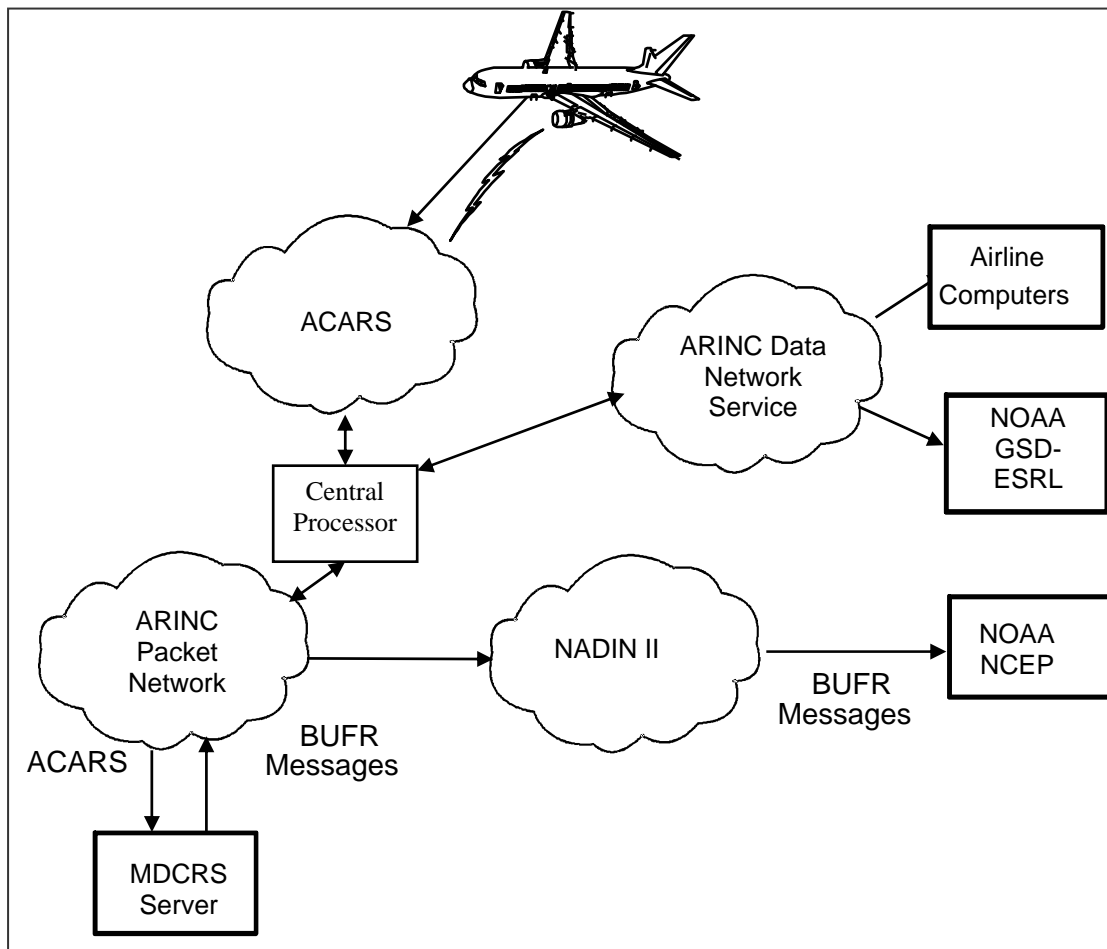 ACARS
Airline
Computers
ARINC Data
Network
Service
NOAA
GSD-
ESRL
Central
Processor
ARINC
Packet
Network
NADIN II
NOAA
NCEP
BUFR
Messages
ACARS
BUFR
Messages
MDCRS
Server